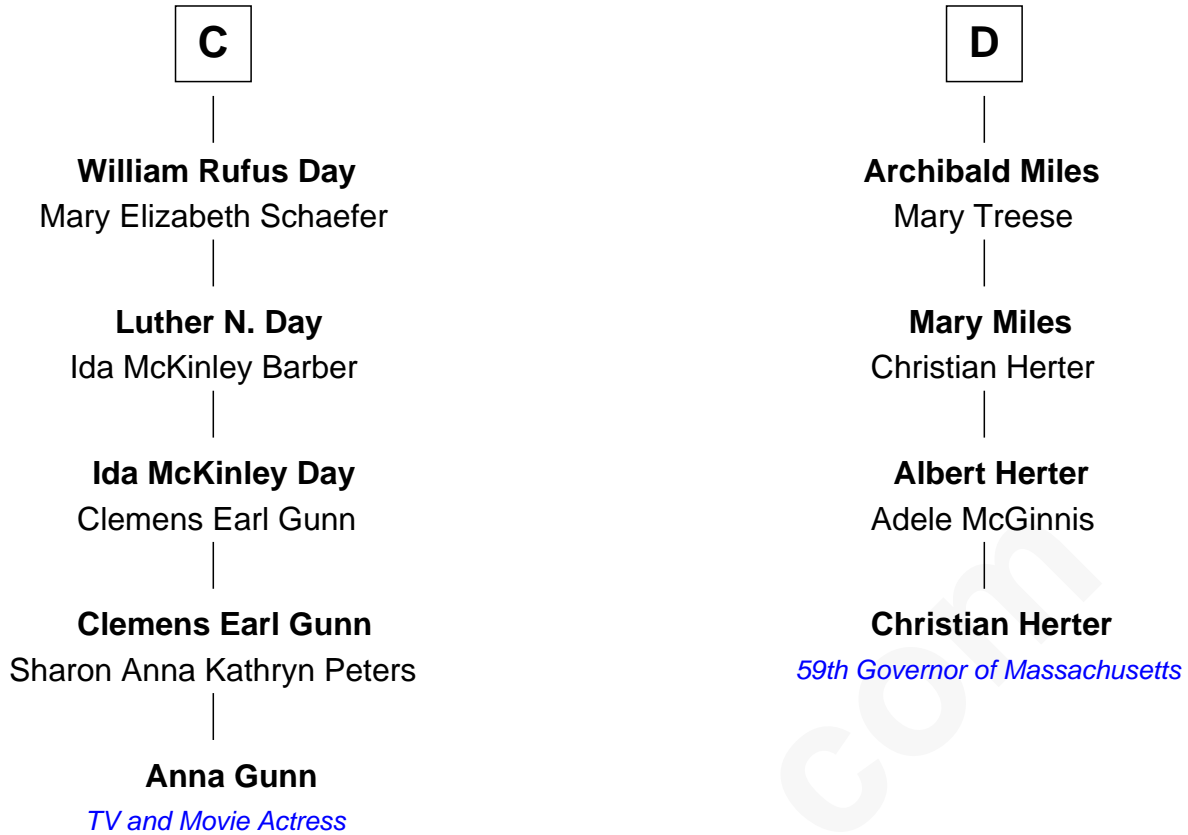 C
William Rufus Day
Mary Elizabeth Schaefer
Luther N. Day
Ida McKinley Barber
Ida McKinley Day
Clemens Earl Gunn
Clemens Earl Gunn
Sharon Anna Kathryn Peters
Anna Gunn
TV and Movie Actress
D
Archibald Miles
Mary Treese
Mary Miles
Christian Herter
Albert Herter
Adele McGinnis
Christian Herter
59th Governor of Massachusetts
com